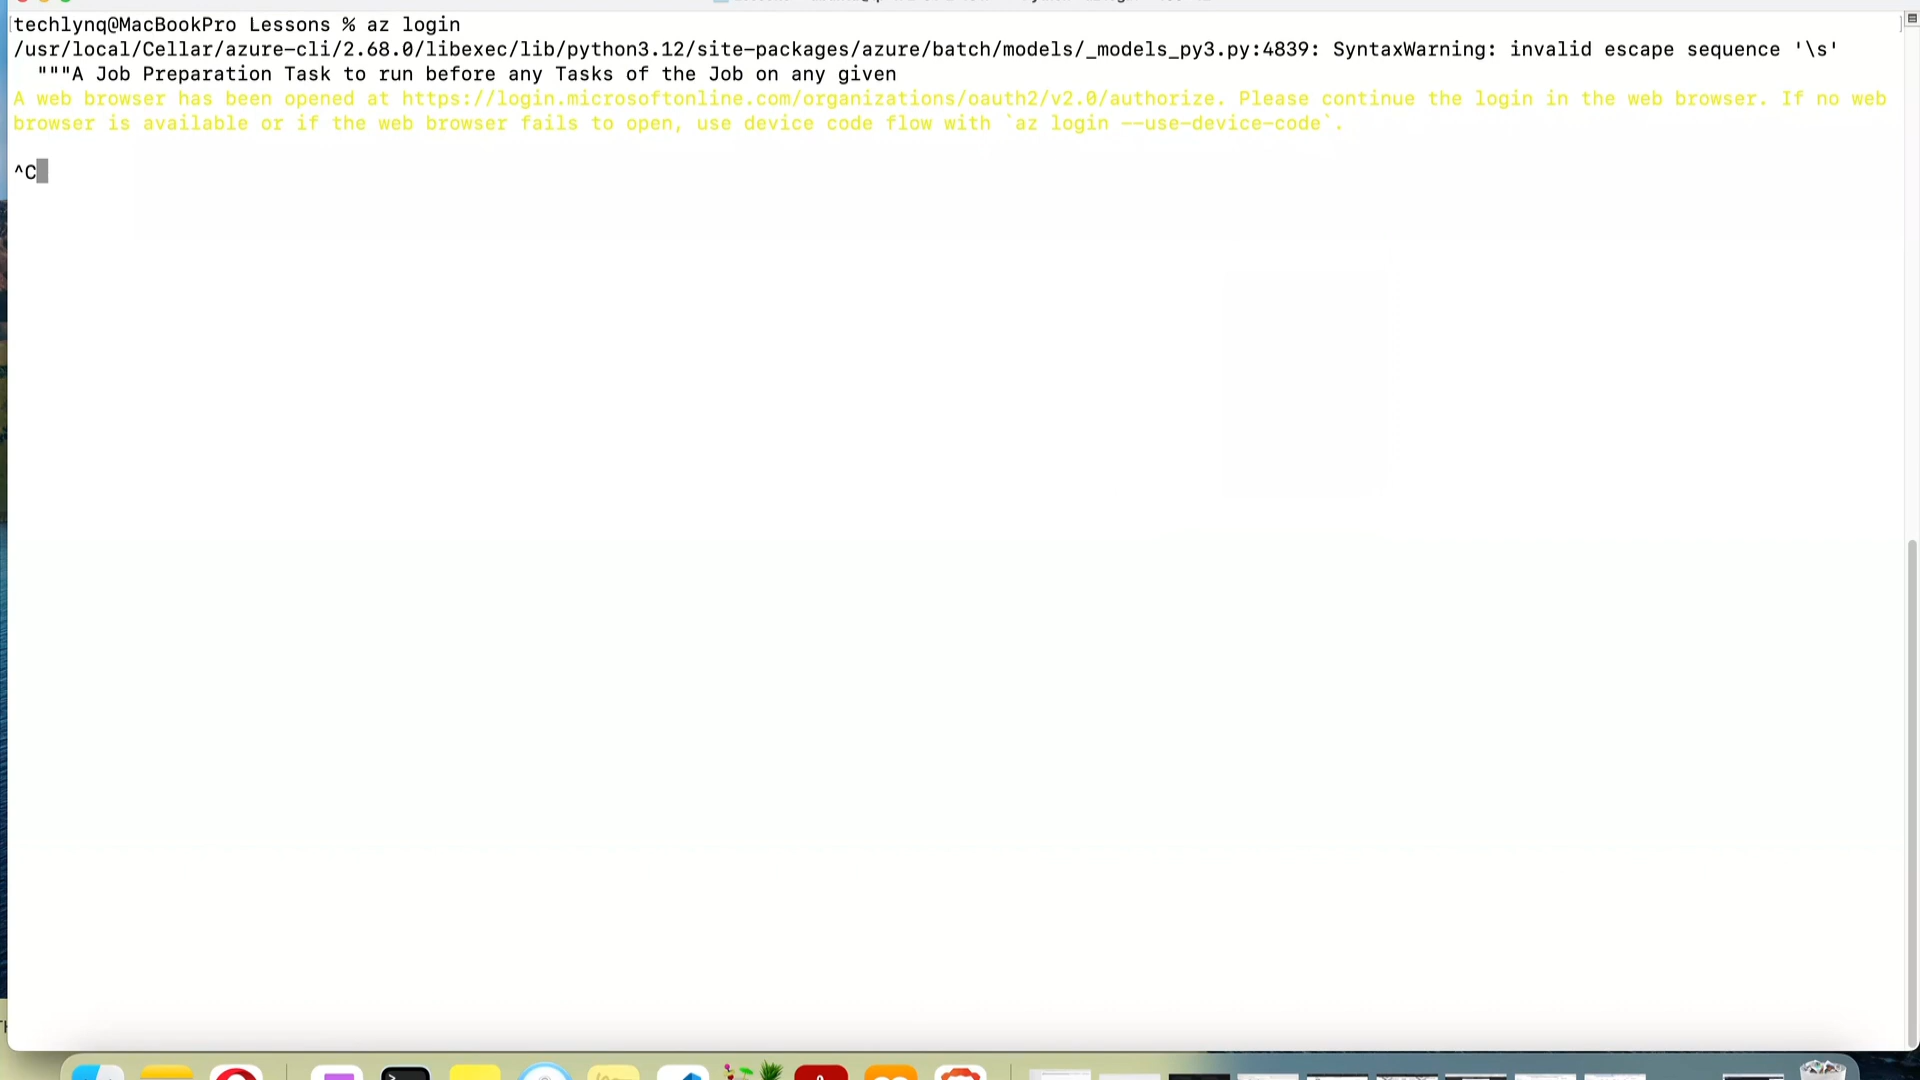 techlynq@MacBookPro Lessons % az login
/usr/local/Cellar/azure-cli/2.68.0/libexec/lib/python3.12/site-packages/azure/batch/models/_models_py3.py:4839: SyntaxWarning: invalid escape sequence '\s'
  """A Job Preparation Task to run before any Tasks of the Job on any given
A web browser has been opened at https://login.microsoftonline.com/organizations/oauth2/v2.0/authorize. Please continue the login in the web browser. If no web
browser is available or if the web browser fails to open, use device code flow with `az login --use-device-code`.
^C